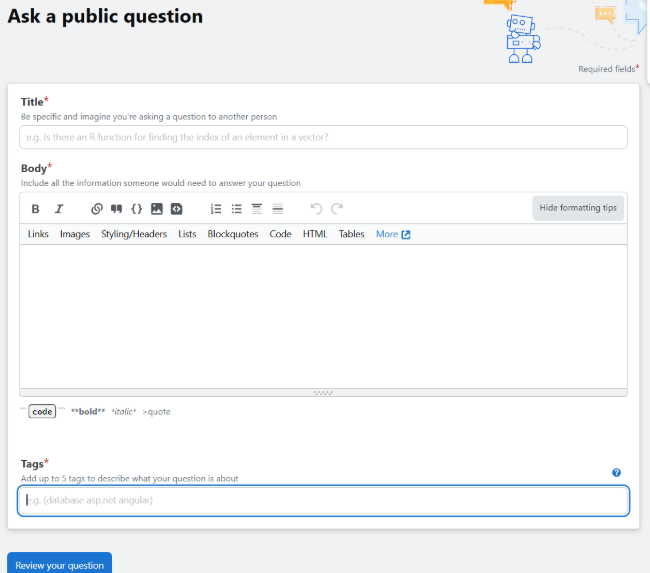 Ask a public question
Required fields*
Title*
Be specific and imagine you're asking a question to another person
e.g. Is there an R function for finding the index of an element in a vector?
Body*
Include all the information someone would need to answer your question
B I {} Hide formatting tips
Links Images Styling/Headers Lists Blockquotes Code HTML Tables More
``` code ``` **bold** *italic* >quote
Tags*
Add up to 5 tags to describe what your question is about
?
e.g. (database asp.net angular)
Review your question